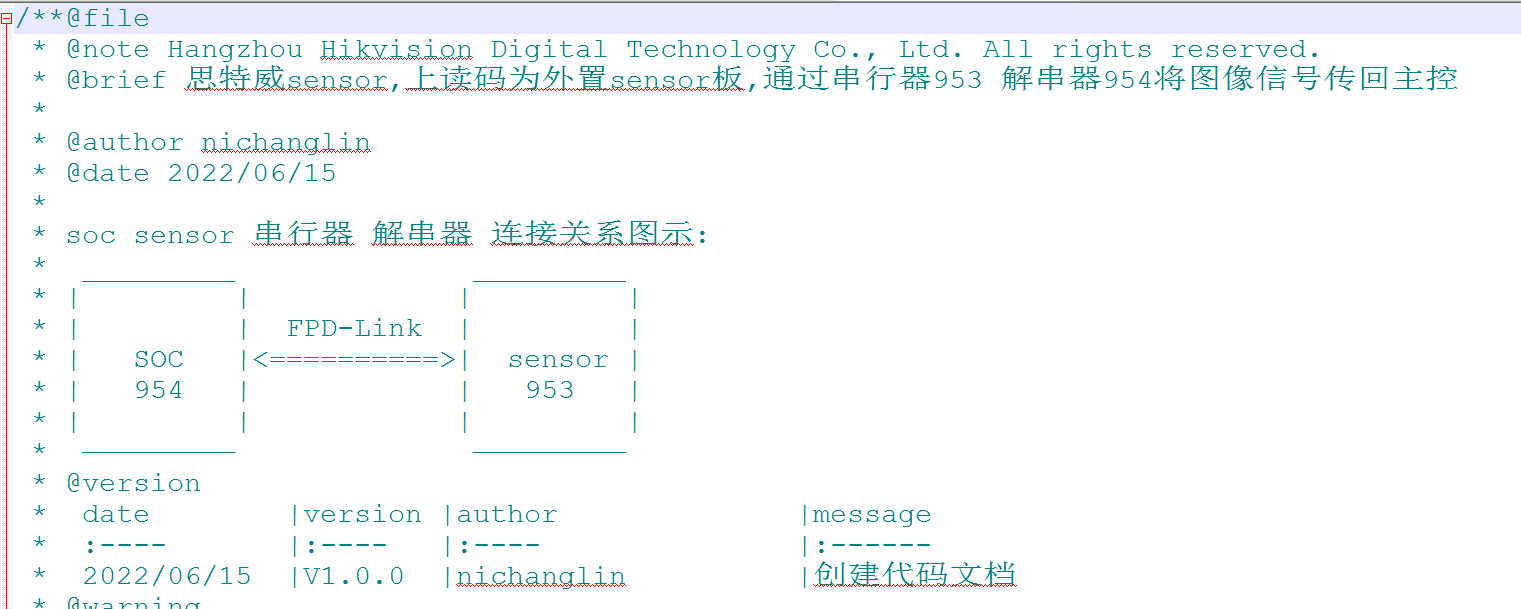 /**@file
 * @note Hangzhou Hikvision Digital Technology Co., Ltd. All rights reserved.
 * @brief 思特威sensor,上读码为外置sensor板,通过串行器953 解串器954将图像信号传回主控
 *
 * @author nichanglin
 * @date 2022/06/15
 *
 * soc sensor 串行器 解串器 连接关系图示:
 *
 *  _________              _________
 * |         |            |         |
 * |         |  FPD-Link  |         |
 * |   SOC   |<==========>|  sensor |
 * |   954   |            |   953   |
 * |         |            |         |
 *  _________              _________
 * @version
 *  date        |version |author              |message
 *  :----       |:----   |:----               |:------
 *  2022/06/15  |V1.0.0  |nichanglin          |创建代码文档
 * @warning